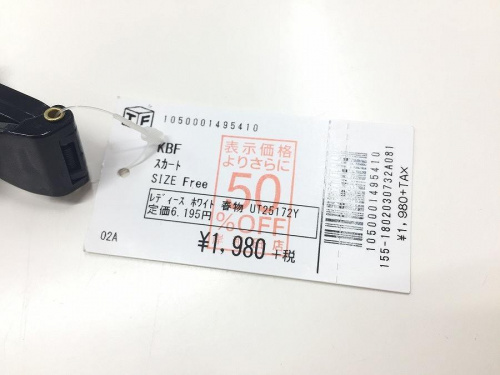 TF
1050001495410
KBF
スカート
SIZE Free
レディース ホワイト 春物 UT25172Y
定価6,195円
02A
¥1,980+税
表示価格
よりさらに
50
%OFF
店
1050001495410
155-1802030732A081
¥1,980+TAX